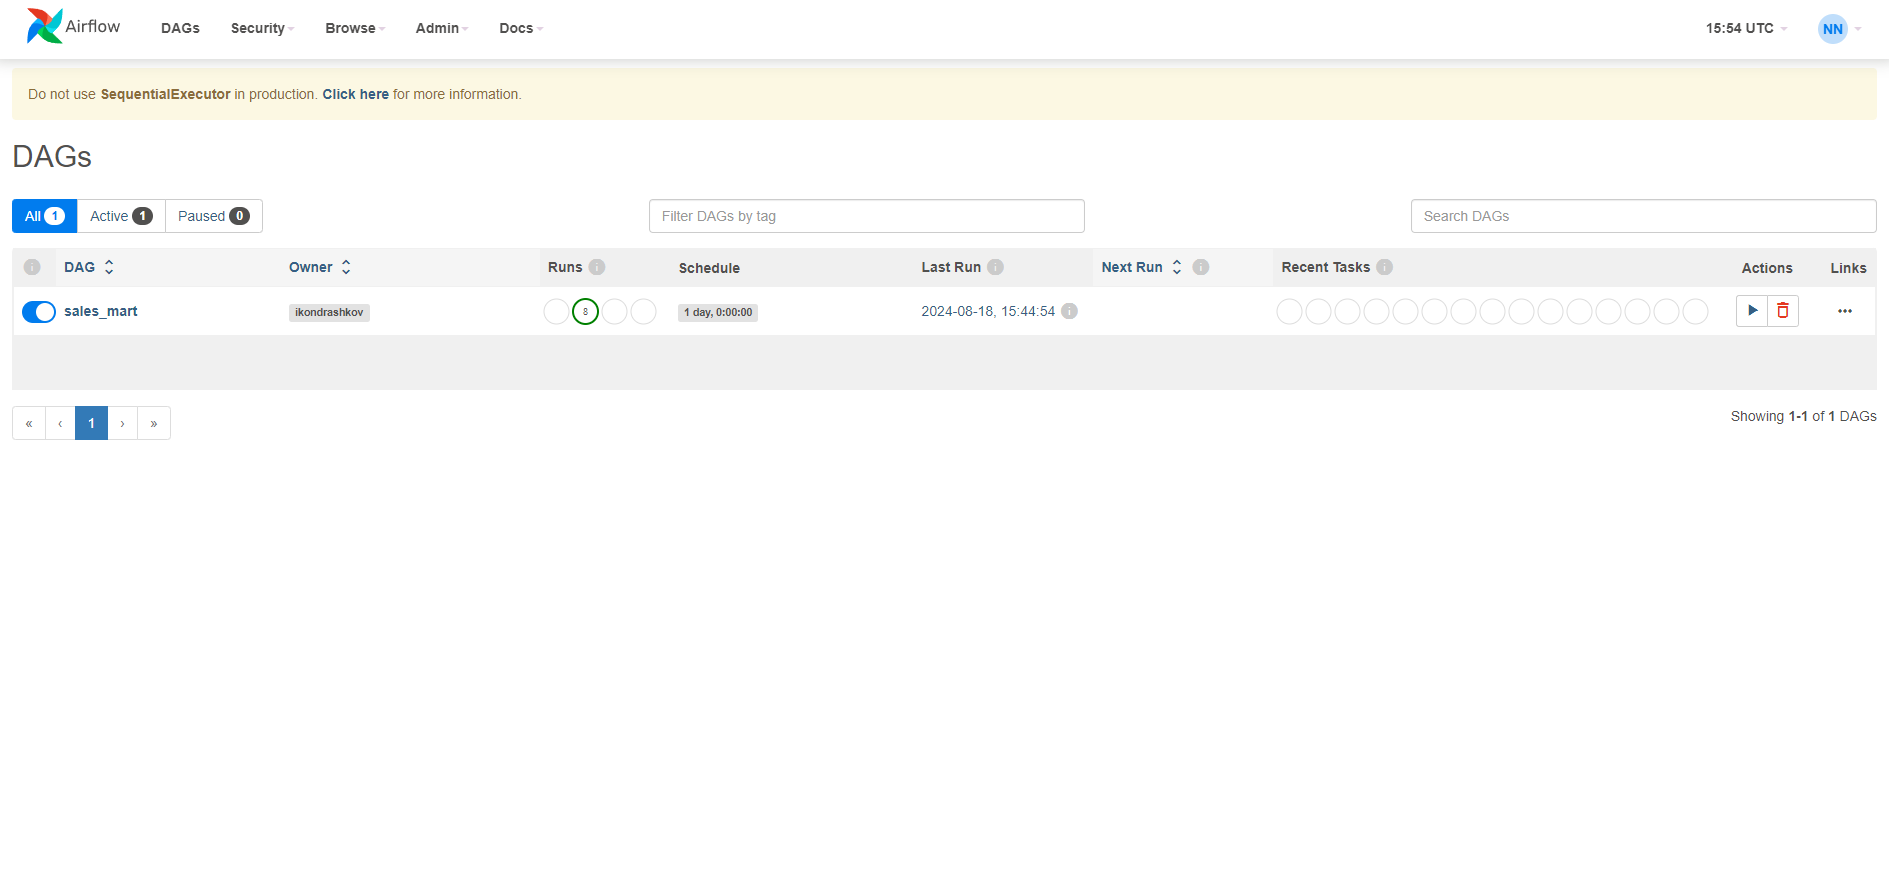 Airflow DAGs Security Browse Admin Docs 15:54 UTC NN
Do not use SequentialExecutor in production. Click here for more information.
DAGs
All 1 Active 1 Paused 0 Filter DAGs by tag Search DAGs
i DAG Owner Runs i Schedule Last Run i Next Run i Recent Tasks i Actions Links
sales_mart ikondrashkov 8 1 day, 0:00:00 2024-08-18, 15:44:54 i
« ‹ 1 › » Showing 1-1 of 1 DAGs